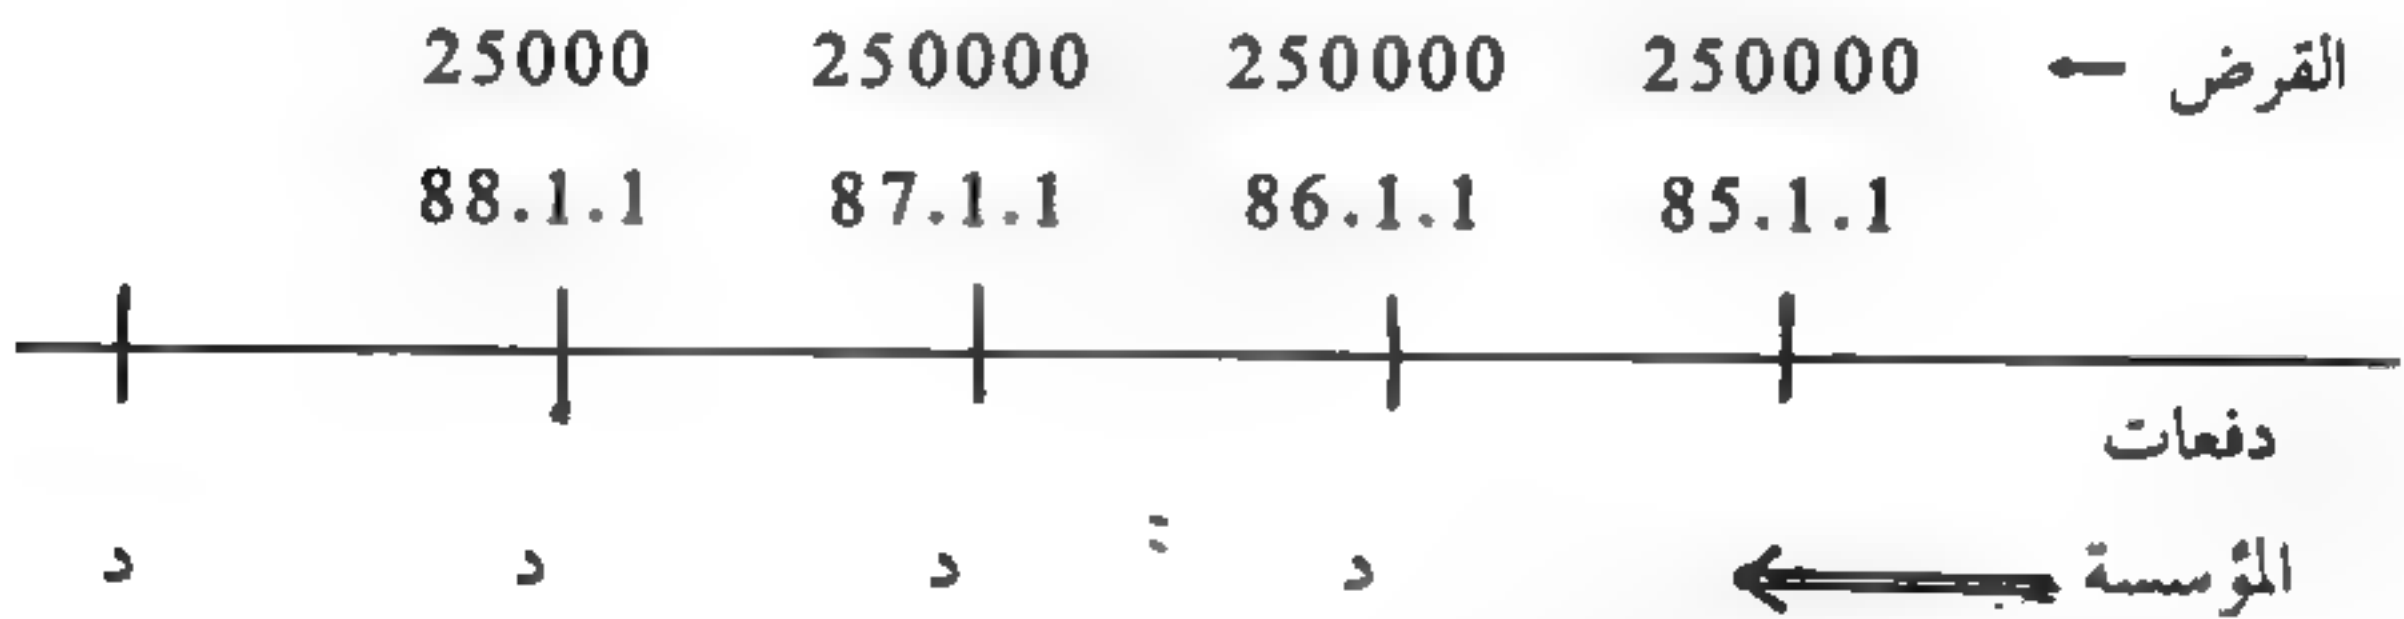 القرض ← 250000 250000 250000 25000
85.1.1 86.1.1 87.1.1 88.1.1
دفعات
المؤسسة ← د د د د